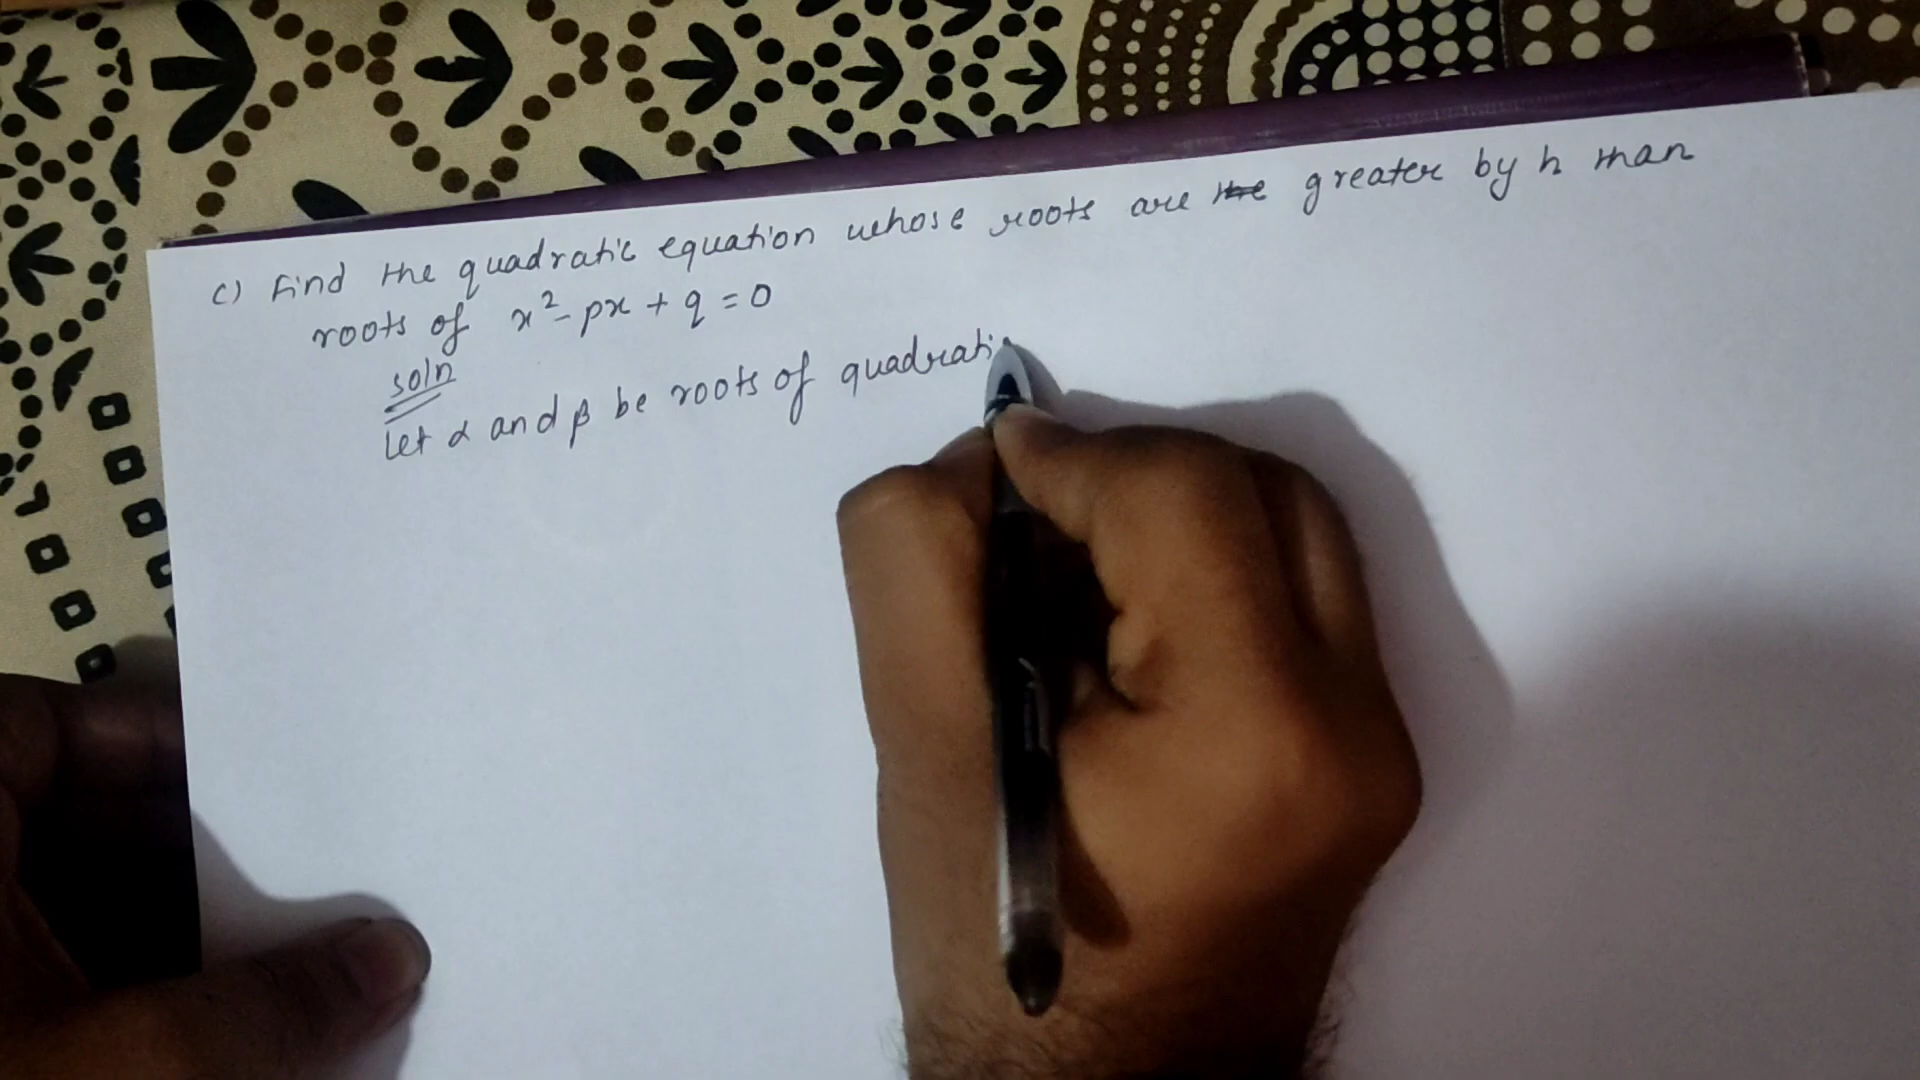 c) Find the quadratic equation whose roots are the greater by h than
roots of x² - px + q = 0
soln
Let α and β be roots of quadrati